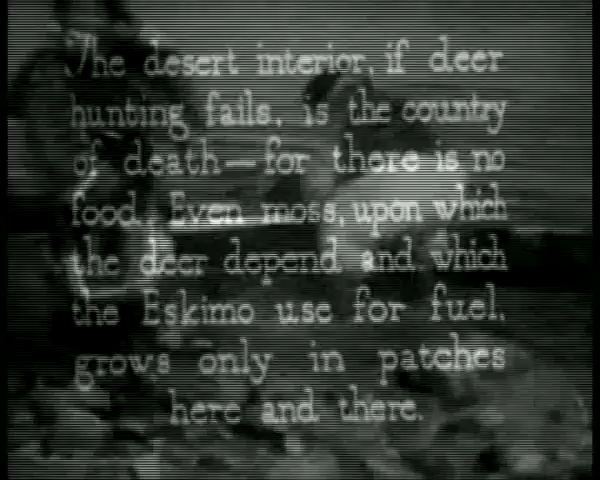 The desert interior, if deer
hunting fails, is the country
of death—for there is no
food. Even moss, upon which
the deer depend and which
the Eskimo use for fuel,
grows only in patches
here and there.